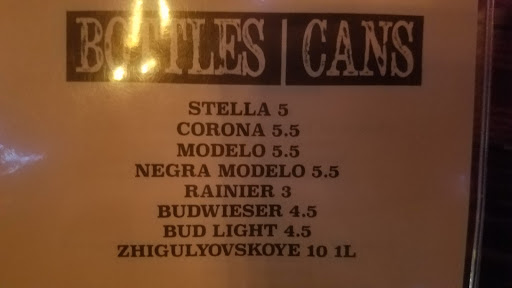 BOTTLES | CANS
STELLA 5
CORONA 5.5
MODELO 5.5
NEGRA MODELO 5.5
RAINIER 3
BUDWIESER 4.5
BUD LIGHT 4.5
ZHIGULYOVSKOYE 10 1L